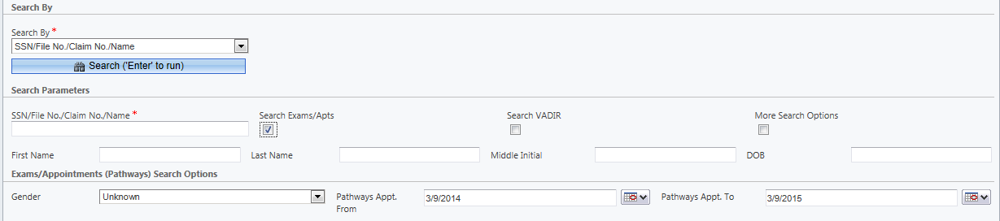 Search By
Search By *
SSN/File No./Claim No./Name
Search ('Enter' to run)
Search Parameters
SSN/File No./Claim No./Name * Search Exams/Apts Search VADIR More Search Options
First Name Last Name Middle Initial DOB
Exams/Appointments (Pathways) Search Options
Gender Unknown Pathways Appt. From 3/9/2014 Pathways Appt. To 3/9/2015